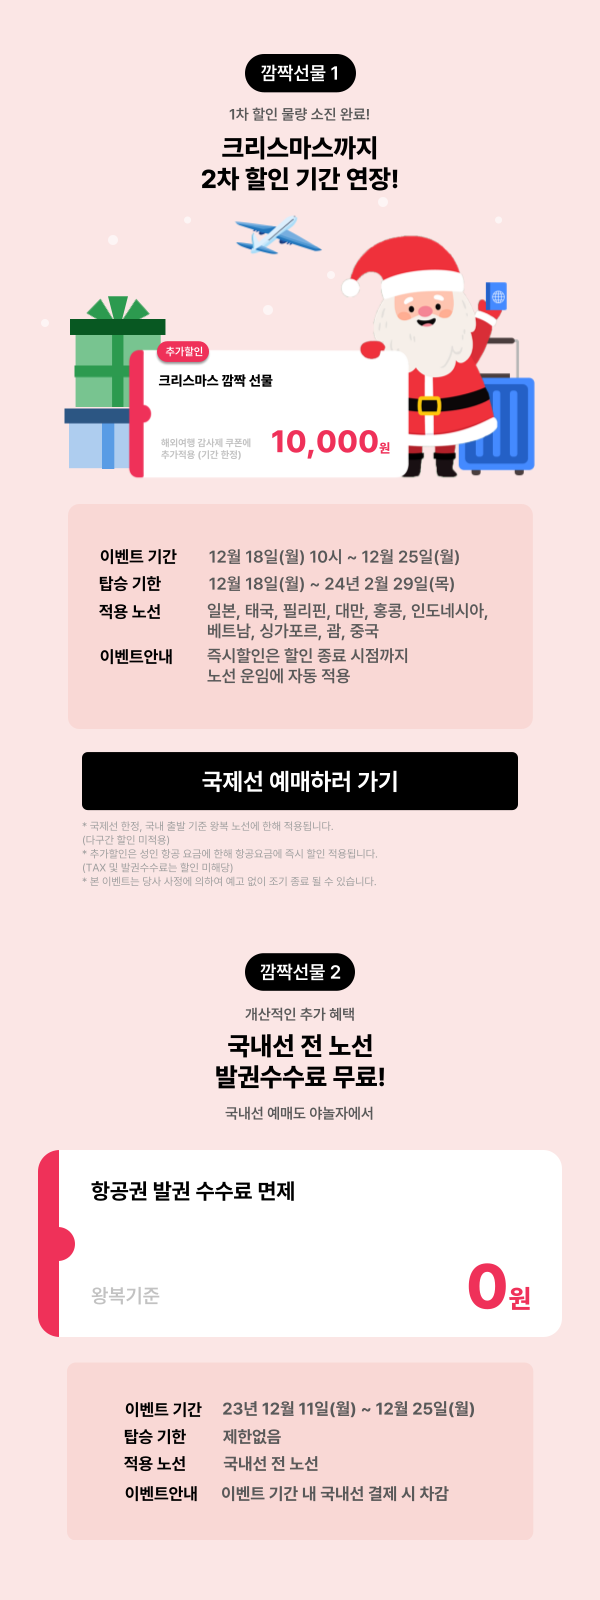 깜짝선물 1
1차 할인 물량 소진 완료!
크리스마스까지
2차 할인 기간 연장!
추가할인
크리스마스 깜짝 선물
해외여행 감사제 쿠폰에
추가적용 (기간 한정)
10,000원
이벤트 기간 12월 18일(월) 10시 ~ 12월 25일(월)
탑승 기한 12월 18일(월) ~ 24년 2월 29일(목)
적용 노선 일본, 태국, 필리핀, 대만, 홍콩, 인도네시아,
베트남, 싱가포르, 괌, 중국
이벤트안내 즉시할인은 할인 종료 시점까지
노선 운임에 자동 적용
국제선 예매하러 가기
* 국제선 한정, 국내 출발 기준 왕복 노선에 한해 적용됩니다.
(다구간 할인 미적용)
* 추가할인은 성인 항공 요금에 한해 항공요금에 즉시 할인 적용됩니다.
(TAX 및 발권수수료는 할인 미해당)
* 본 이벤트는 당사 사정에 의하여 예고 없이 조기 종료 될 수 있습니다.
깜짝선물 2
개산적인 추가 혜택
국내선 전 노선
발권수수료 무료!
국내선 예매도 야놀자에서
항공권 발권 수수료 면제
왕복기준
0원
이벤트 기간 23년 12월 11일(월) ~ 12월 25일(월)
탑승 기한 제한없음
적용 노선 국내선 전 노선
이벤트안내 이벤트 기간 내 국내선 결제 시 차감